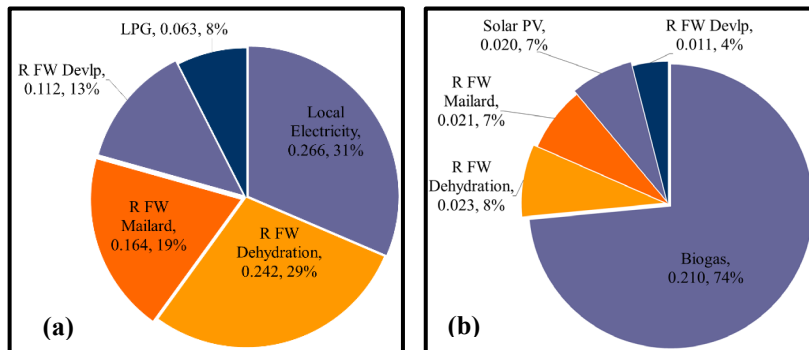 LPG, 0.063, 8%
R FW Devlp,
0.112, 13%
Local
Electricity,
0.266, 31%
R FW
Mailard,
0.164, 19%
R FW
Dehydration,
0.242, 29%
(a)
Solar PV,
0.020, 7%
R FW Devlp,
0.011, 4%
R FW
Mailard,
0.021, 7%
R FW
Dehydration,
0.023, 8%
Biogas,
0.210, 74%
(b)